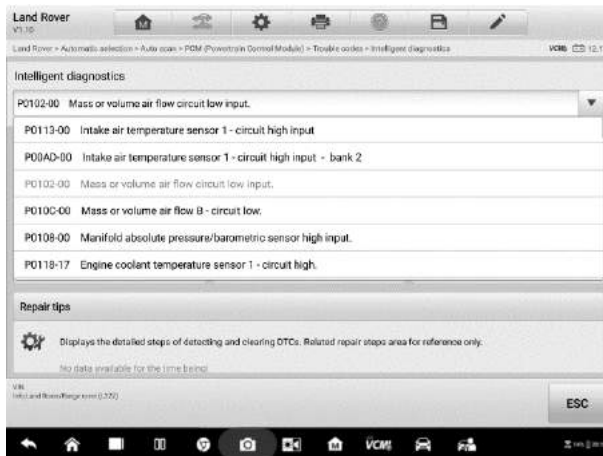 Land Rover
V1.10
Land Rover > Automatic selection > Auto scan > PCM (Powertrain Control Module) > Trouble codes > Intelligent diagnostics
VCMI 12.1
Intelligent diagnostics
P0102-00 Mass or volume air flow circuit low input.
P0113-00 Intake air temperature sensor 1 - circuit high input
P00AD-00 Intake air temperature sensor 1 - circuit high input - bank 2
P0102-00 Mass or volume air flow circuit low input.
P010C-00 Mass or volume air flow B - circuit low.
P0108-00 Manifold absolute pressure/barometric sensor high input.
P0118-17 Engine coolant temperature sensor 1 - circuit high.
Repair tips
Displays the detailed steps of detecting and clearing DTCs. Related repair steps area for reference only.
No data available for the time being!
VIN
ESC
VCMI